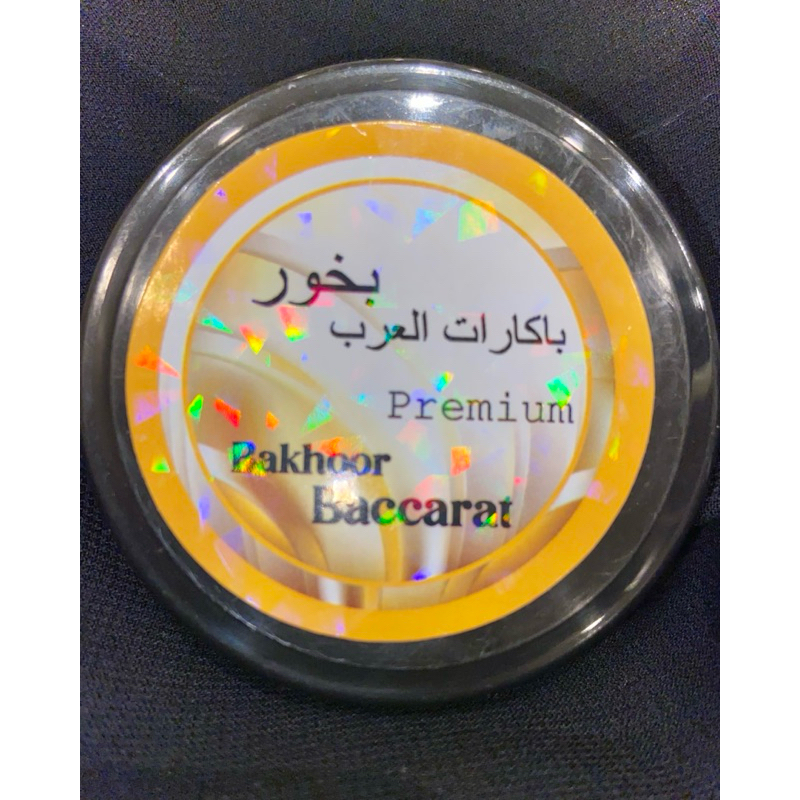 بخور
باكارات العرب
Premium
Bakhoor
Baccarat